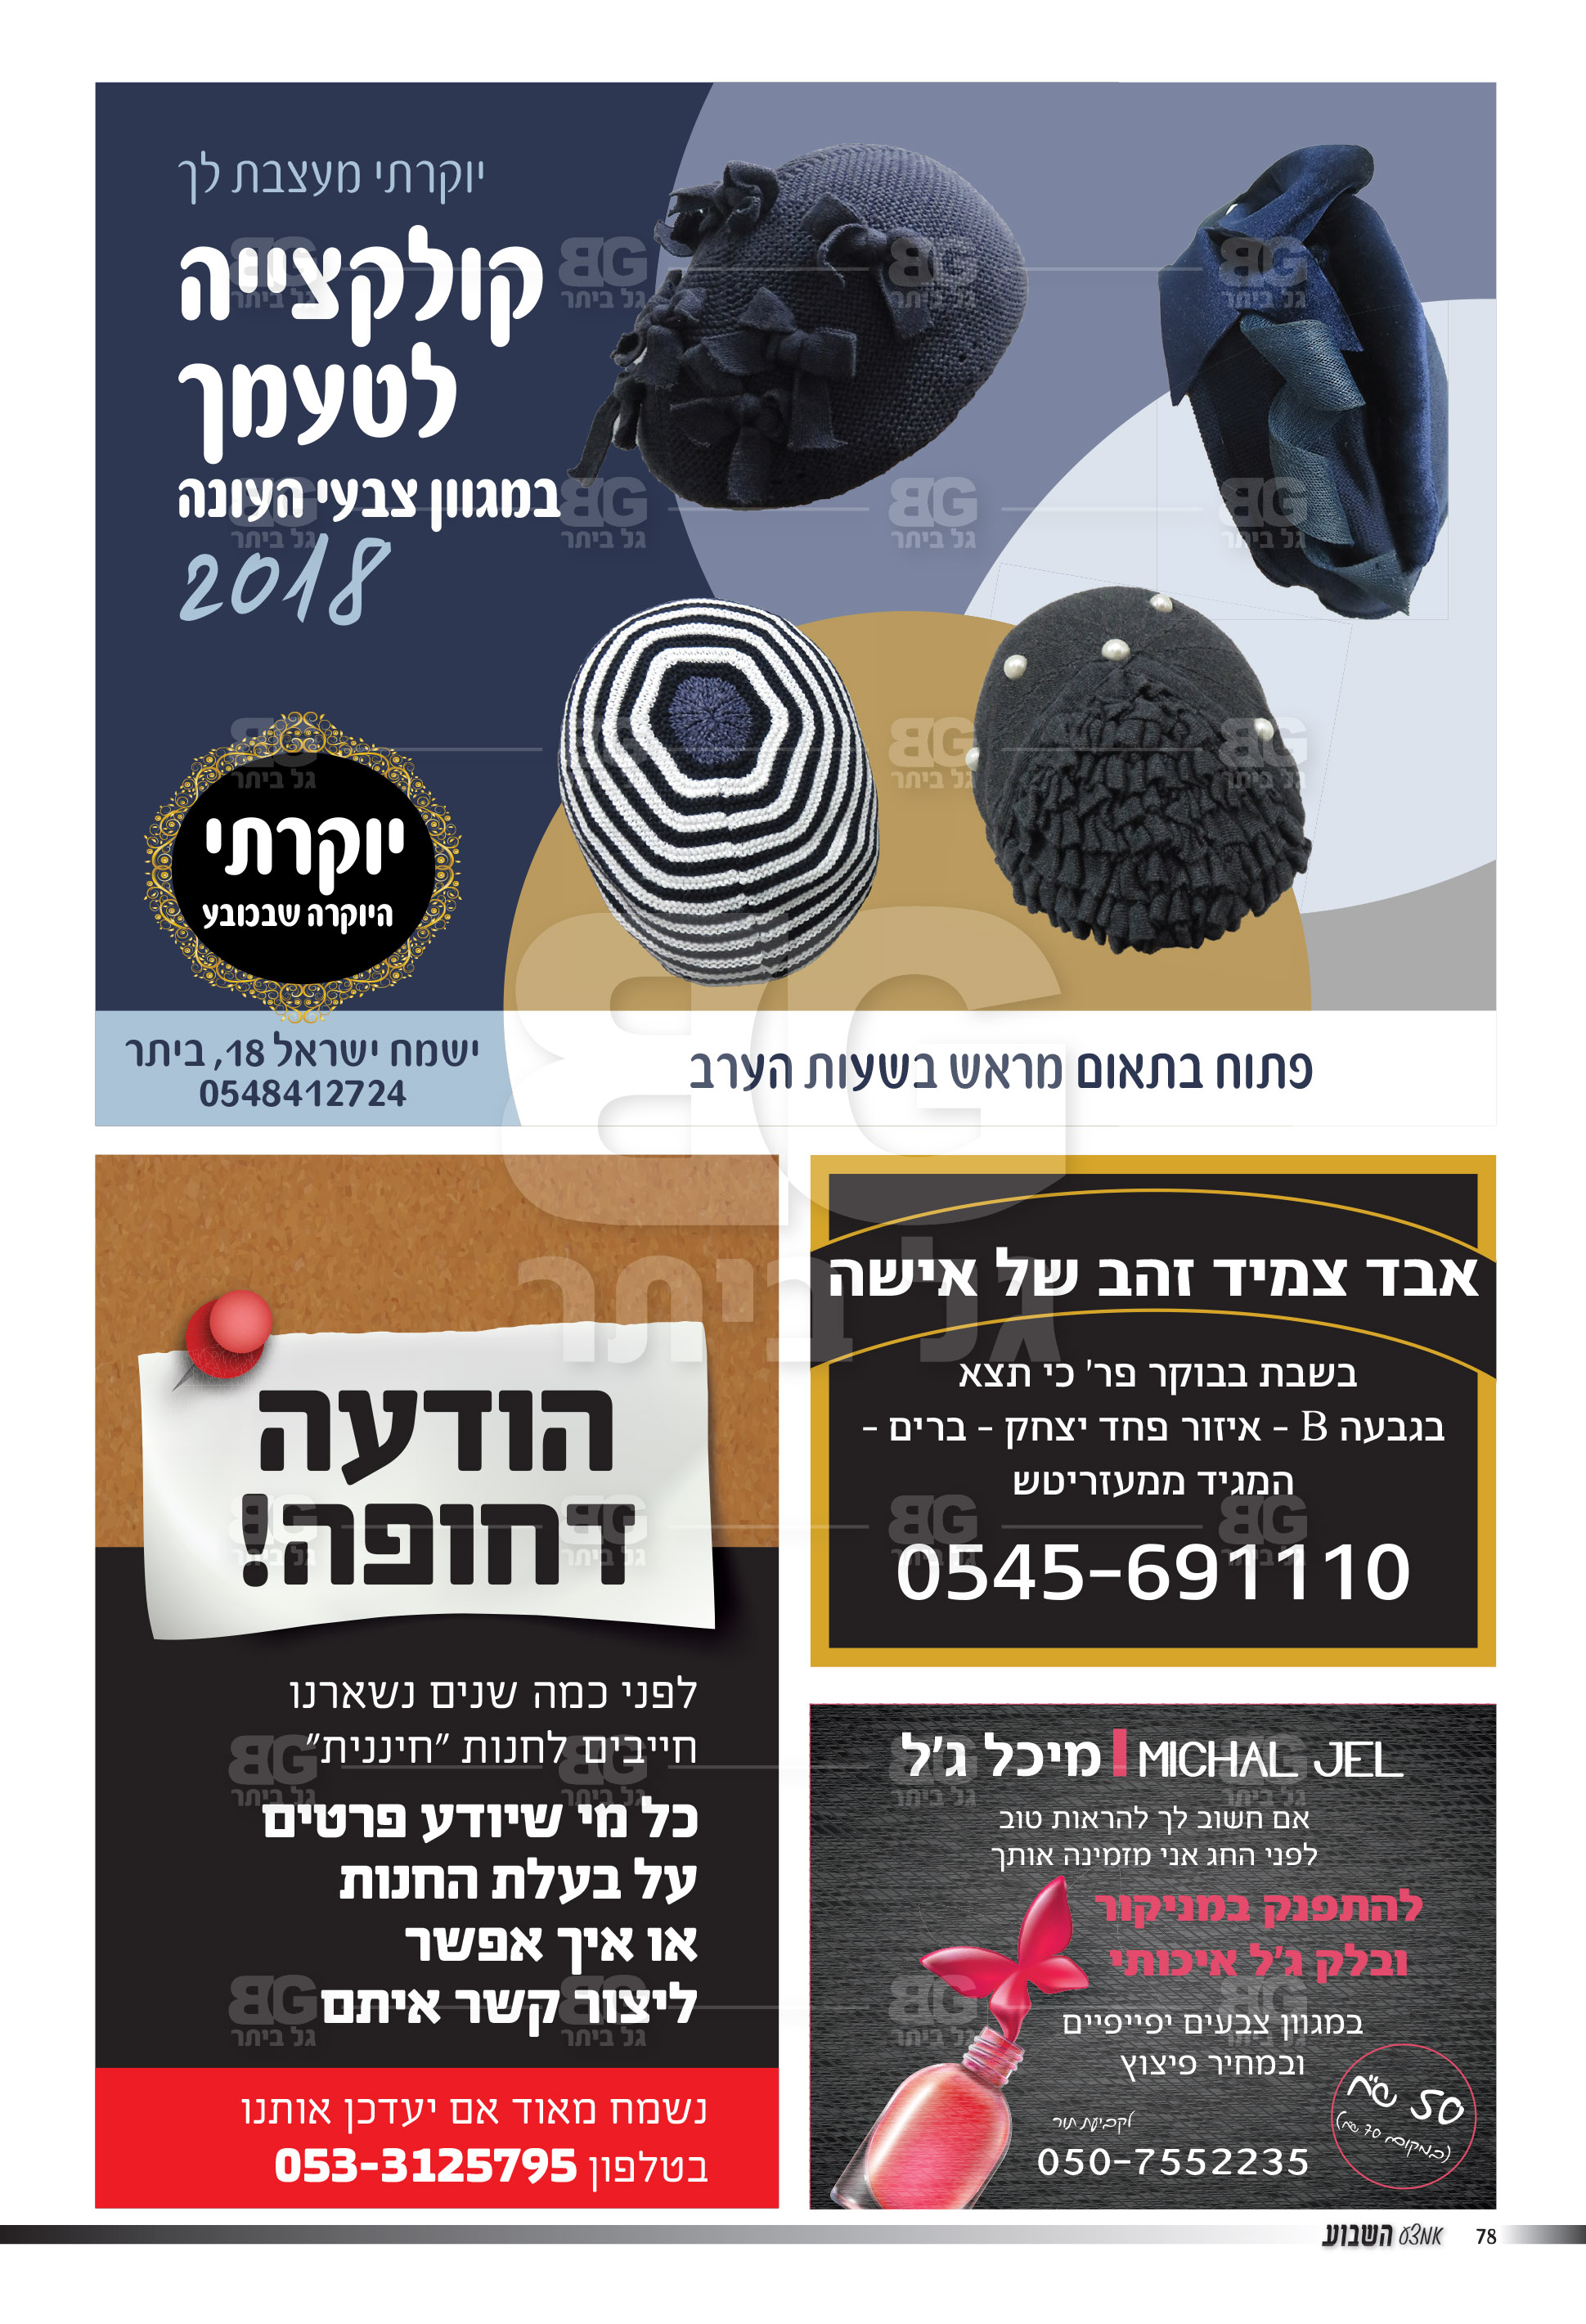 יוקרתי מעצבת לך
קולקצייה
לטעמך
במגוון צבעי העונה
2018
יוקרתי
היוקרה שבכובע
ישמח ישראל 18, ביתר
0548412724
פתוח בתאום מראש בשעות הערב
אבד צמיד זהב של אישה
בשבת בבוקר פר' כי תצא
בגבעה B - איזור פחד יצחק - ברים -
המגיד ממעזריטש
0545-691110
הודעה
דחופה!
לפני כמה שנים נשארנו
חייבים לחנות "חיננית"
כל מי שיודע פרטים
על בעלת החנות
או איך אפשר
ליצור קשר איתם
נשמח מאוד אם יעדכן אותנו
בטלפון 053-3125795
מיכל ג'ל | MICHAL JEL
אם חשוב לך להראות טוב
לפני החג אני מזמינה אותך
להתפנק במניקור
ובלק ג'ל איכותי
במגוון צבעים יפייפיים
ובמחיר פיצוץ
50 ש"ח
(במקום 70 ש"ח)
לקביעת תור
050-7552235
BG
גל ביתר
78 אמצע השבוע